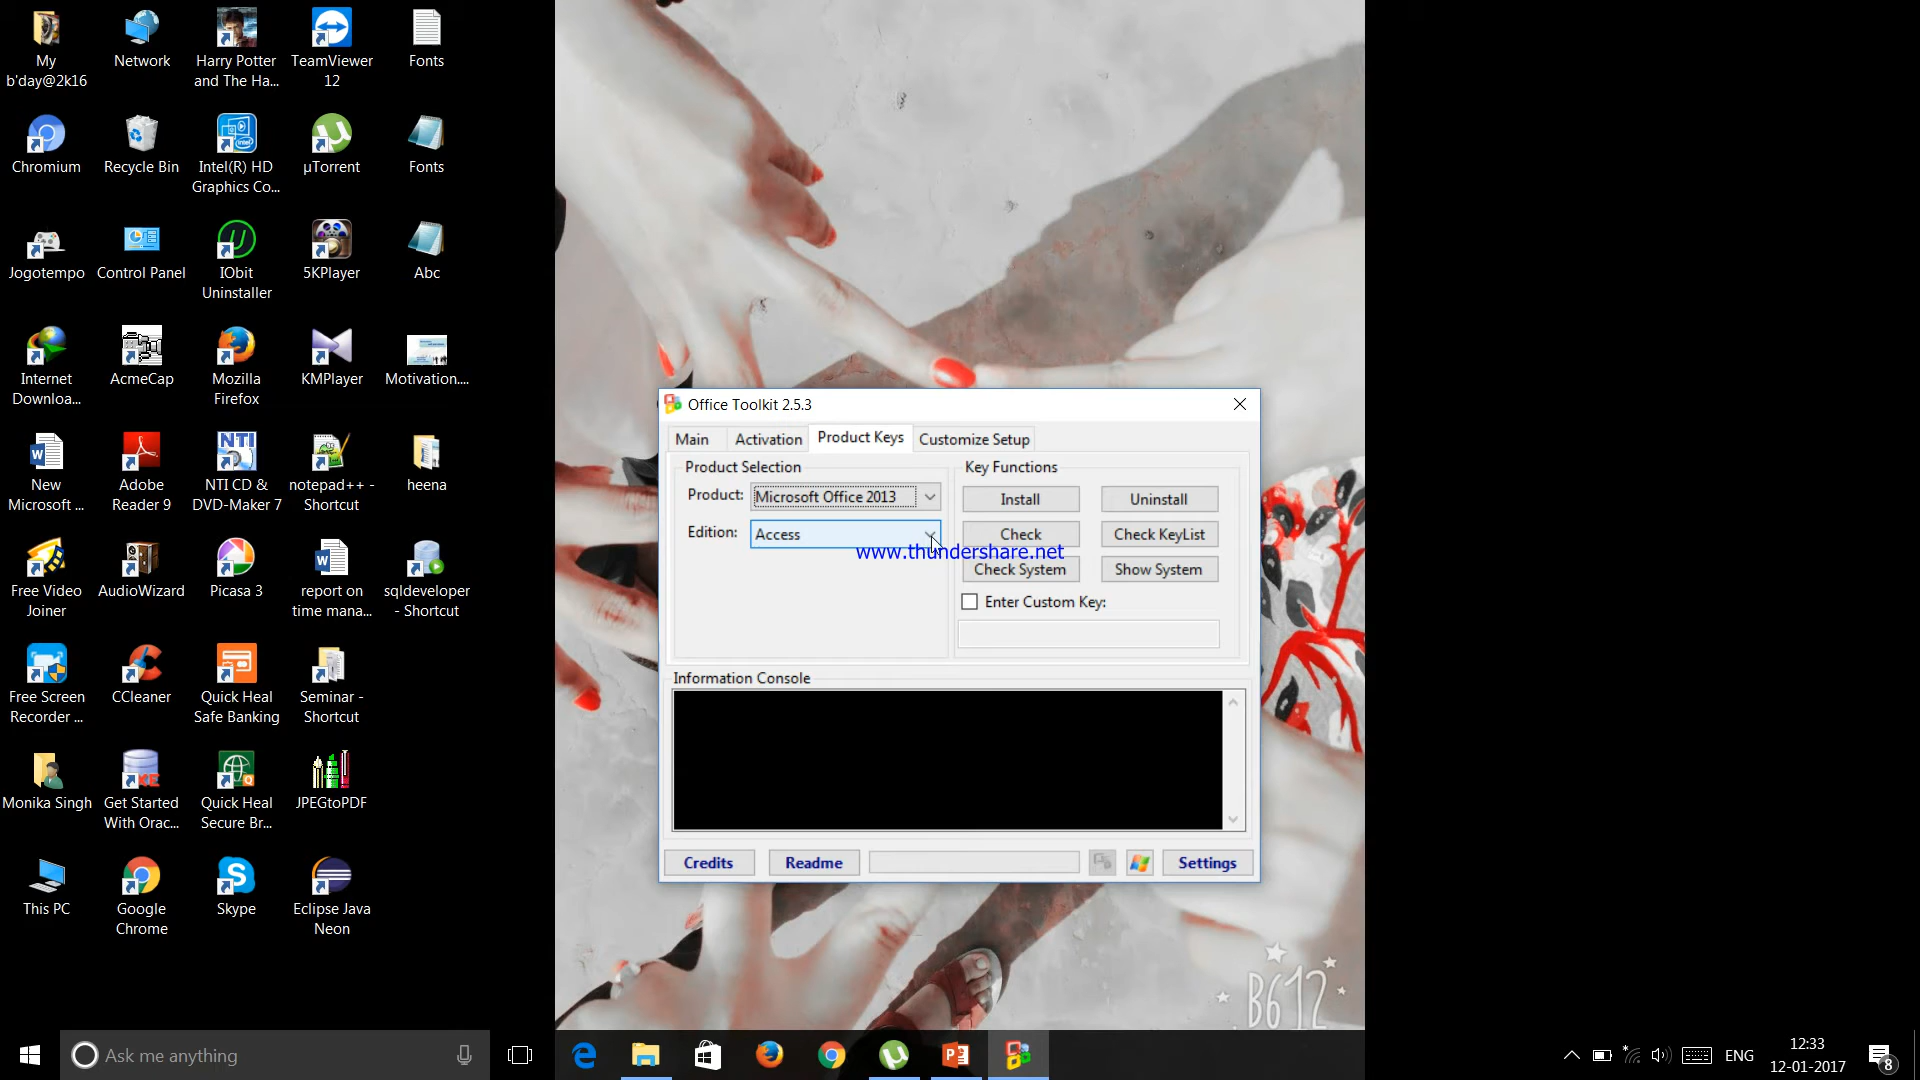 My
b'day@2k16
Network
Harry Potter
and The Ha...
TeamViewer
12
Fonts
Chromium
Recycle Bin
Intel(R) HD
Graphics Co...
µTorrent
Fonts
Jogotempo
Control Panel
IObit
Uninstaller
5KPlayer
Abc
Internet
Downloa...
AcmeCap
Mozilla
Firefox
KMPlayer
Motivation....
New
Microsoft ...
Adobe
Reader 9
NTI CD &
DVD-Maker 7
notepad++ -
Shortcut
heena
Free Video
Joiner
AudioWizard
Picasa 3
report on
time mana...
sqldeveloper
- Shortcut
Free Screen
Recorder ...
CCleaner
Quick Heal
Safe Banking
Seminar -
Shortcut
Monika Singh
Get Started
With Orac...
Quick Heal
Secure Br...
JPEGtoPDF
This PC
Google
Chrome
Skype
Eclipse Java
Neon
Office Toolkit 2.5.3
Main
Activation
Product Keys
Customize Setup
Product Selection
Product:
Microsoft Office 2013
Edition:
Access
Key Functions
Install
Uninstall
Check
Check KeyList
www.thundershare.net
Check System
Show System
Enter Custom Key:
Information Console
Credits
Readme
Settings
B612
Ask me anything
ENG
12:33
12-01-2017
8